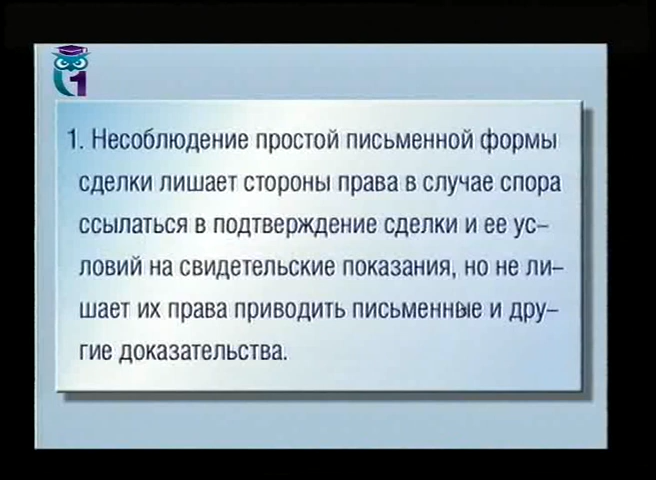 1
1. Несоблюдение простой письменной формы
сделки лишает стороны права в случае спора
ссылаться в подтверждение сделки и ее ус–
ловий на свидетельские показания, но не ли–
шает их права приводить письменные и дру–
гие доказательства.